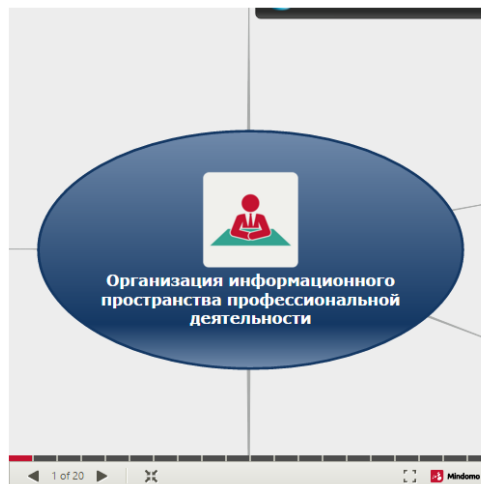 Организация информационного
пространства профессиональной
деятельности
1 of 20
Mindomo